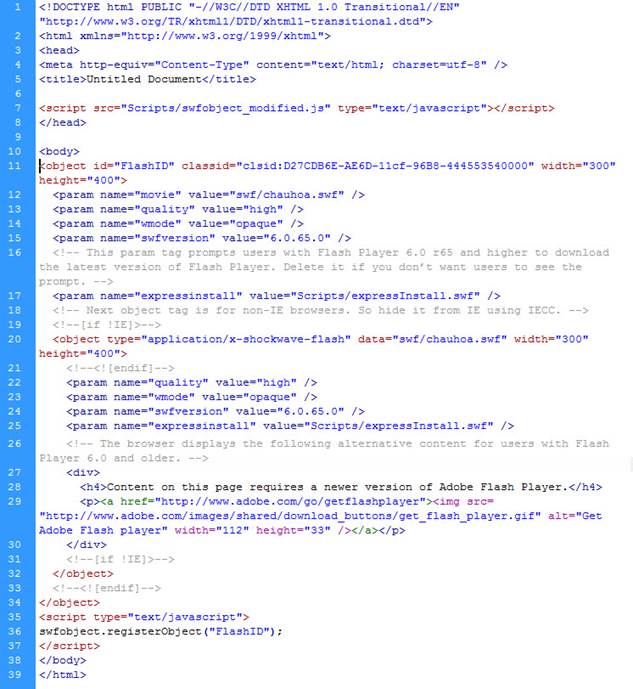 1 <!DOCTYPE html PUBLIC "-//W3C//DTD XHTML 1.0 Transitional//EN"
"http://www.w3.org/TR/xhtml1/DTD/xhtml1-transitional.dtd">
2 <html xmlns="http://www.w3.org/1999/xhtml">
3 <head>
4 <meta http-equiv="Content-Type" content="text/html; charset=utf-8" />
5 <title>Untitled Document</title>
6
7 <script src="Scripts/swfobject_modified.js" type="text/javascript"></script>
8 </head>
9
10 <body>
11 <object id="FlashID" classid="clsid:D27CDB6E-AE6D-11cf-96B8-444553540000" width="300"
height="400">
12 <param name="movie" value="swf/chauhoa.swf" />
13 <param name="quality" value="high" />
14 <param name="wmode" value="opaque" />
15 <param name="swfversion" value="6.0.65.0" />
16 <!-- This param tag prompts users with Flash Player 6.0 r65 and higher to download
the latest version of Flash Player. Delete it if you don't want users to see the
prompt. -->
17 <param name="expressinstall" value="Scripts/expressInstall.swf" />
18 <!-- Next object tag is for non-IE browsers. So hide it from IE using IECC. -->
19 <!--[if !IE]>-->
20 <object type="application/x-shockwave-flash" data="swf/chauhoa.swf" width="300"
height="400">
21 <!--<![endif]-->
22 <param name="quality" value="high" />
23 <param name="wmode" value="opaque" />
24 <param name="swfversion" value="6.0.65.0" />
25 <param name="expressinstall" value="Scripts/expressInstall.swf" />
26 <!-- The browser displays the following alternative content for users with Flash
Player 6.0 and older. -->
27 <div>
28 <h4>Content on this page requires a newer version of Adobe Flash Player.</h4>
29 <p><a href="http://www.adobe.com/go/getflashplayer"><img src=
"http://www.adobe.com/images/shared/download_buttons/get_flash_player.gif" alt="Get
Adobe Flash player" width="112" height="33" /></a></p>
30 </div>
31 <!--[if !IE]>-->
32 </object>
33 <!--<![endif]-->
34 </object>
35 <script type="text/javascript">
36 swfobject.registerObject("FlashID");
37 </script>
38 </body>
39 </html>